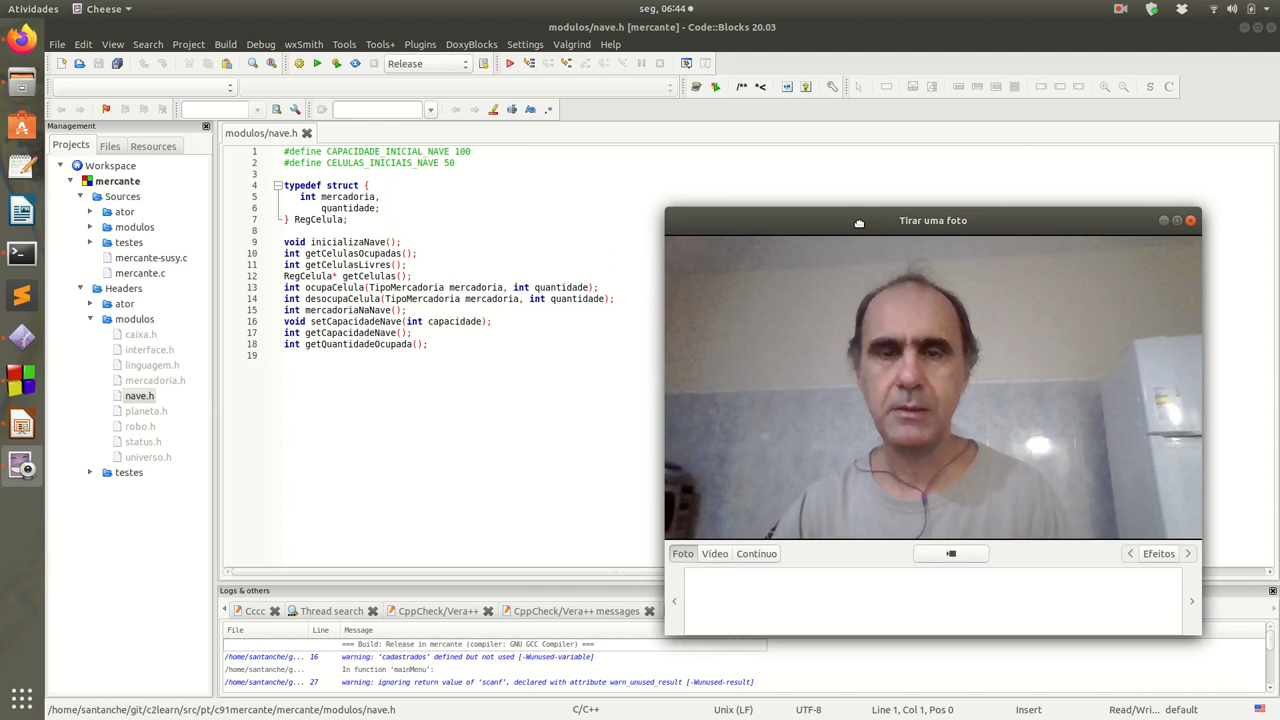 Atividades Cheese seg, 06:44
modulos/nave.h [mercante] - Code::Blocks 20.03
File Edit View Search Project Build Debug wxSmith Tools Tools+ Plugins DoxyBlocks Settings Valgrind Help
Release
/** *<
S C
Management
Projects Files Resources
Workspace
mercante
Sources
ator
modulos
testes
mercante-susy.c
mercante.c
Headers
ator
modulos
caixa.h
interface.h
linguagem.h
mercadoria.h
nave.h
planeta.h
robo.h
status.h
universo.h
testes
modulos/nave.h
1 #define CAPACIDADE_INICIAL_NAVE 100
2 #define CELULAS_INICIAIS_NAVE 50
3
4 typedef struct {
5 int mercadoria,
6 quantidade;
7 } RegCelula;
8
9 void inicializaNave();
10 int getCelulasOcupadas();
11 int getCelulasLivres();
12 RegCelula* getCelulas();
13 int ocupaCelula(TipoMercadoria mercadoria, int quantidade);
14 int desocupaCelula(TipoMercadoria mercadoria, int quantidade);
15 int mercadoriaNaNave();
16 void setCapacidadeNave(int capacidade);
17 int getCapacidadeNave();
18 int getQuantidadeOcupada();
19
Tirar uma foto
Foto Vídeo Contínuo Efeitos
Logs & others
Cccc Thread search CppCheck/Vera++ CppCheck/Vera++ messages
File Line Message
=== Build: Release in mercante (compiler: GNU GCC Compiler) ===
/home/santanche/g... 16 warning: ‘cadastrados’ defined but not used [-Wunused-variable]
/home/santanche/g... In function ‘mainMenu’:
/home/santanche/g... 27 warning: ignoring return value of ‘scanf’, declared with attribute warn_unused_result [-Wunused-result]
/home/santanche/git/c2learn/src/pt/c91mercante/mercante/modulos/nave.h C/C++ Unix (LF) UTF-8 Line 1, Col 1, Pos 0 Insert Read/Wri... default